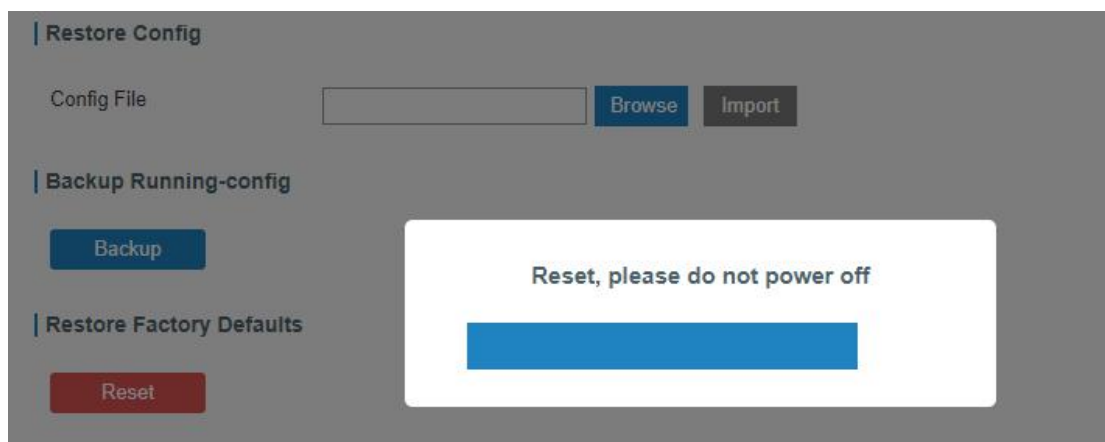 Restore Config
Config File Browse Import
Backup Running-config
Backup
Reset, please do not power off
Restore Factory Defaults
Reset